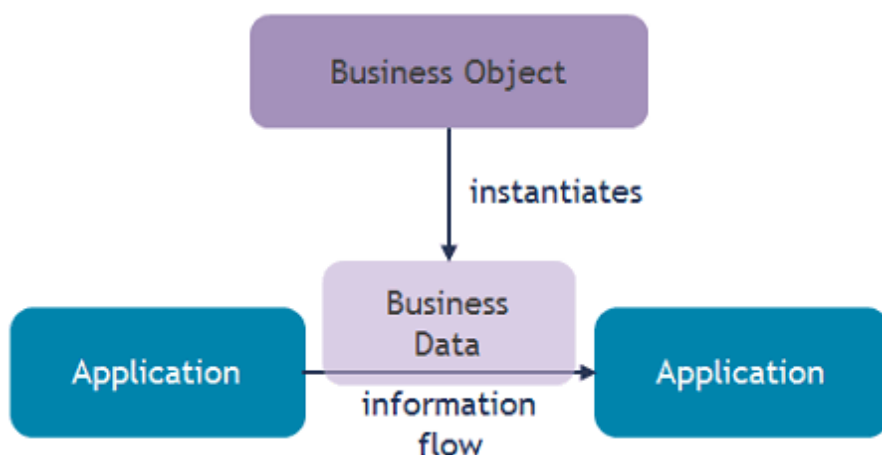 Business Object
instantiates
Business
Data
Application
Application
information
flow